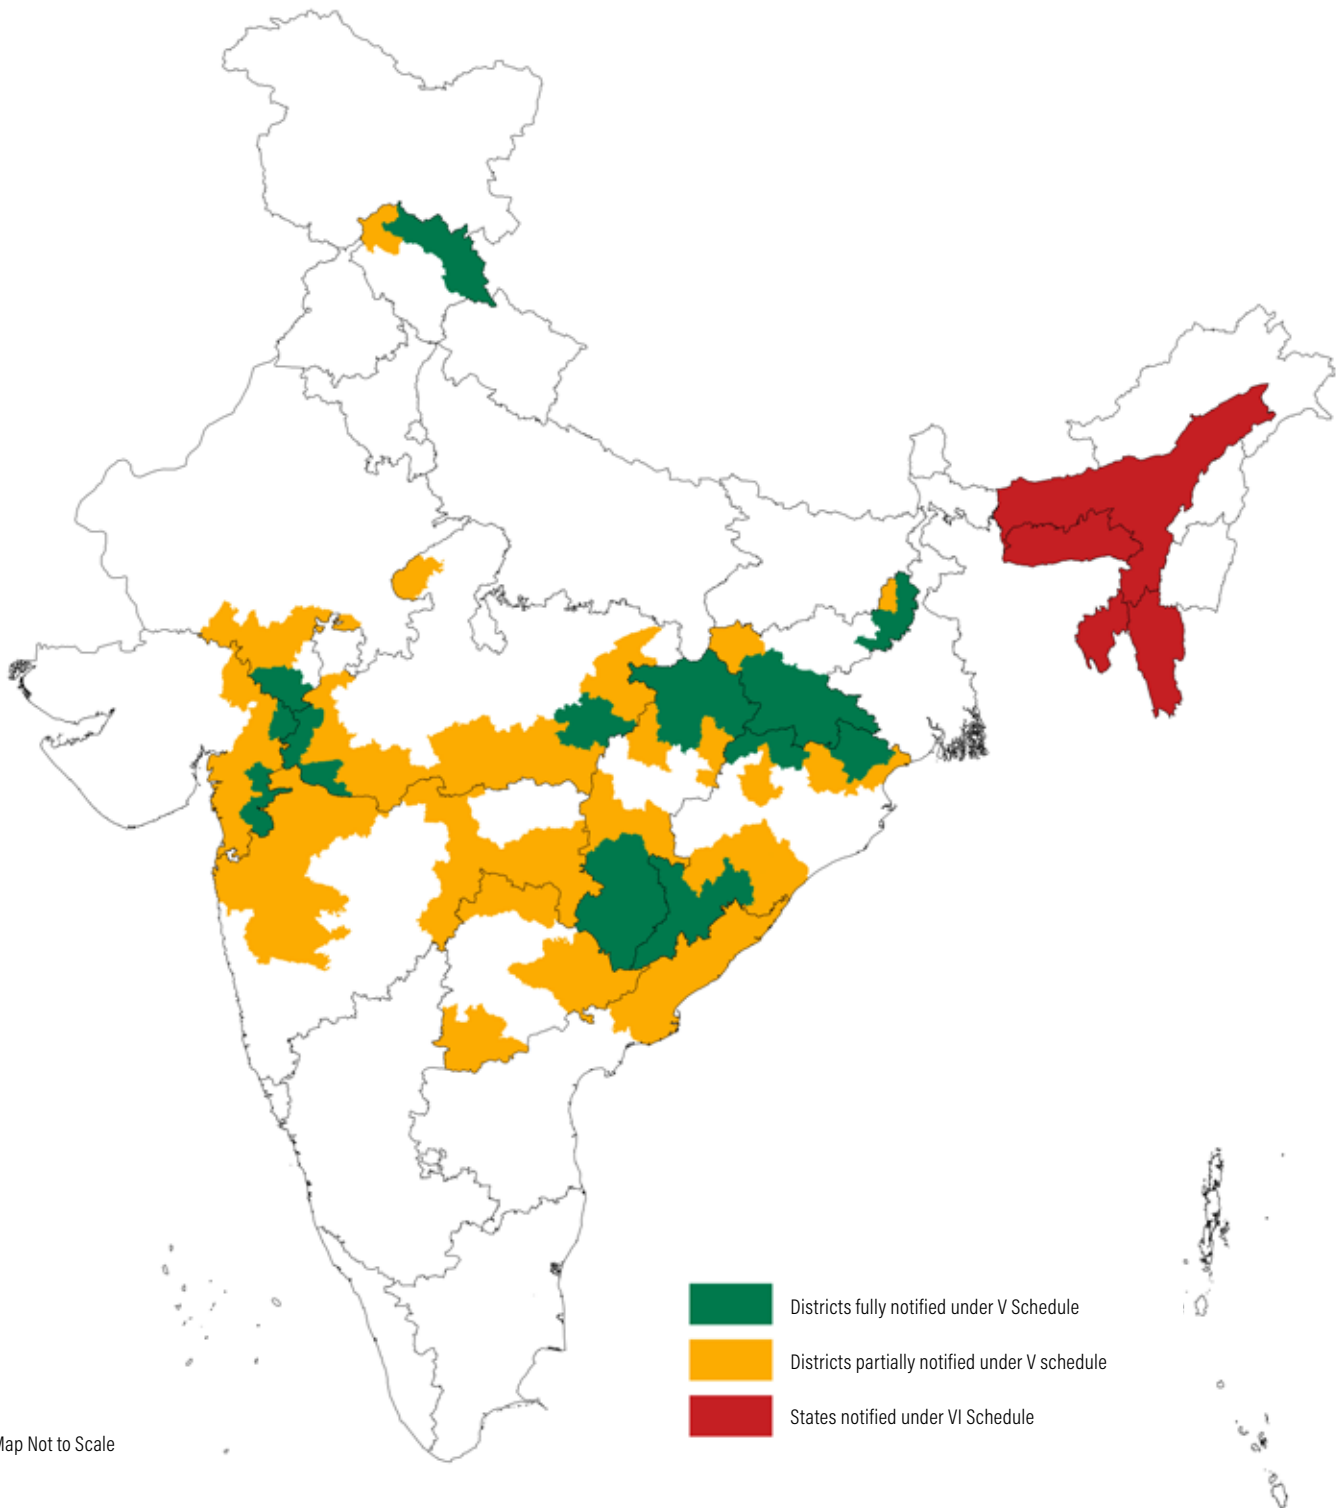 Districts fully notified under V Schedule
Districts partially notified under V schedule
States notified under VI Schedule
Map Not to Scale